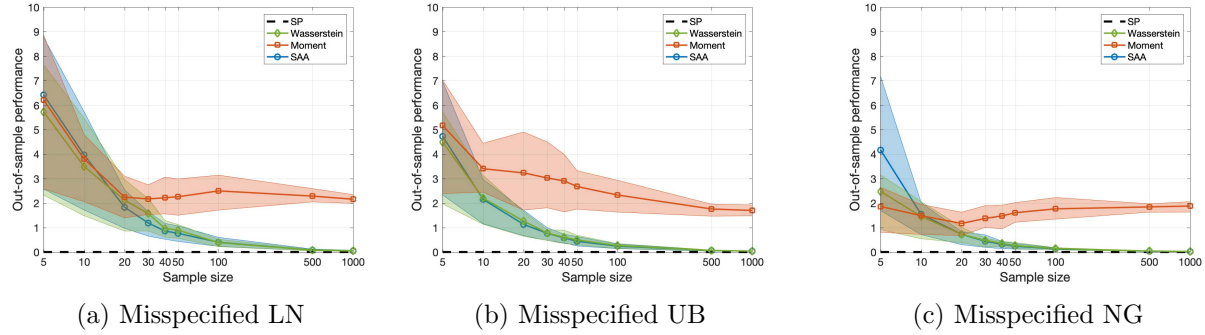 10
9
8
7
6
5
4
3
2
1
0
Out-of-sample performance
5 10 20 30 40 50 100 500 1000
Sample size
SP
Wasserstein
Moment
SAA
(a) Misspecified LN
10
9
8
7
6
5
4
3
2
1
0
Out-of-sample performance
5 10 20 30 40 50 100 500 1000
Sample size
SP
Wasserstein
Moment
SAA
(b) Misspecified UB
10
9
8
7
6
5
4
3
2
1
0
Out-of-sample performance
5 10 20 30 40 50 100 500 1000
Sample size
SP
Wasserstein
Moment
SAA
(c) Misspecified NG